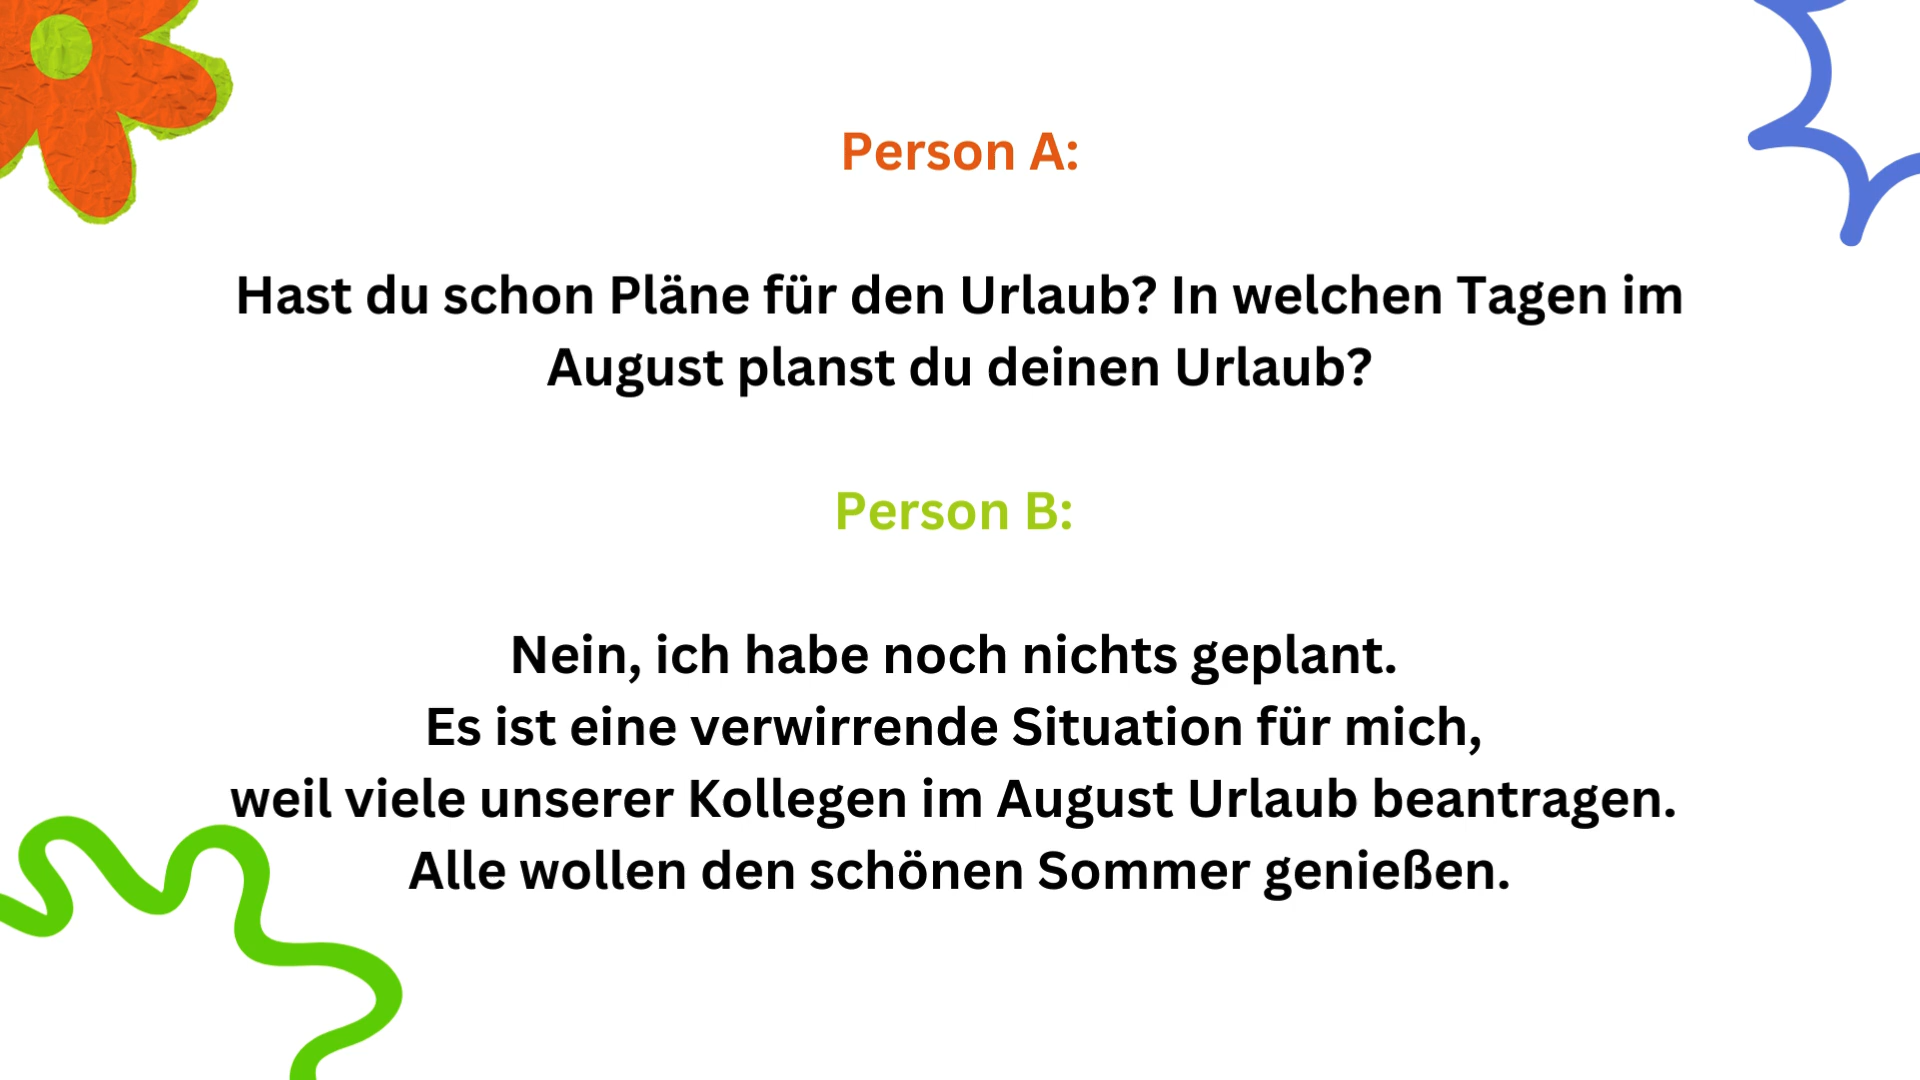 Person A:
Hast du schon Pläne für den Urlaub? In welchen Tagen im
August planst du deinen Urlaub?
Person B:
Nein, ich habe noch nichts geplant.
Es ist eine verwirrende Situation für mich,
weil viele unserer Kollegen im August Urlaub beantragen.
Alle wollen den schönen Sommer genießen.